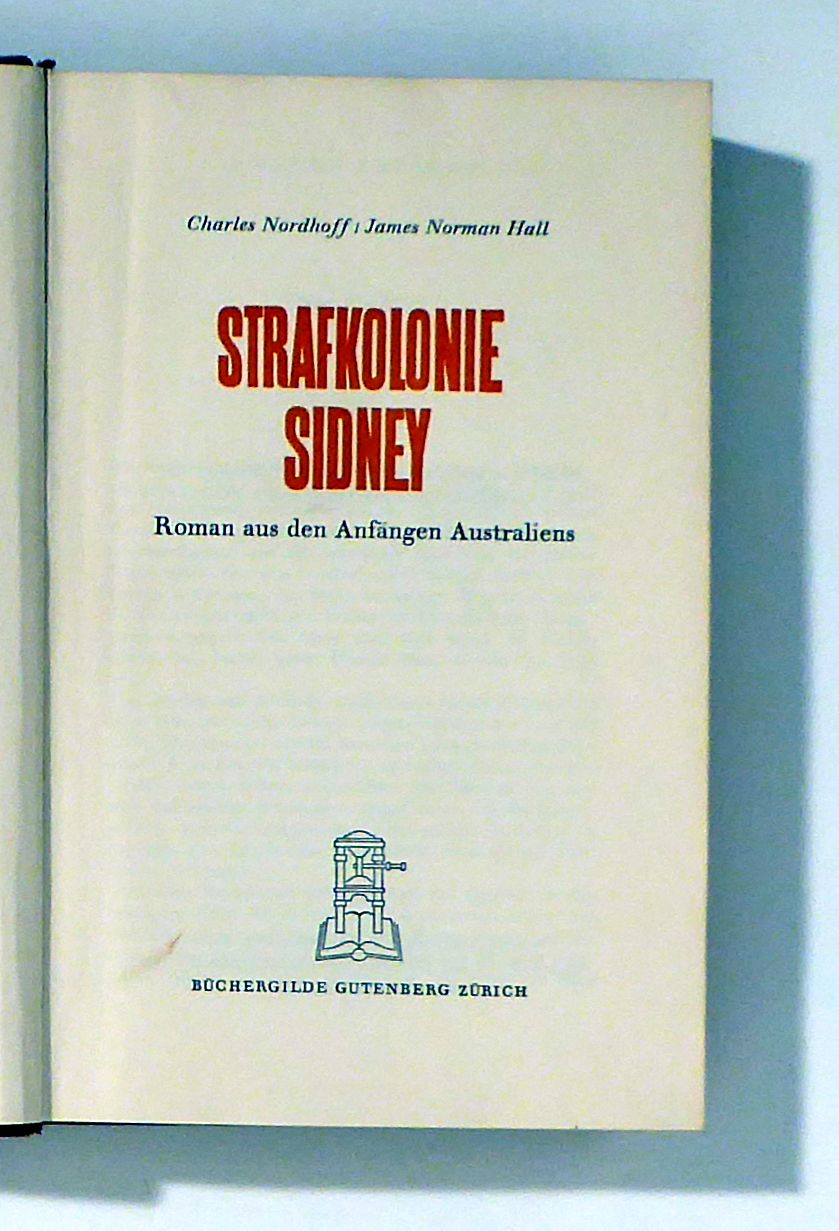 Charles Nordhoff / James Norman Hall
STRAFKOLONIE
SIDNEY
Roman aus den Anfängen Australiens
BÜCHERGILDE GUTENBERG ZÜRICH